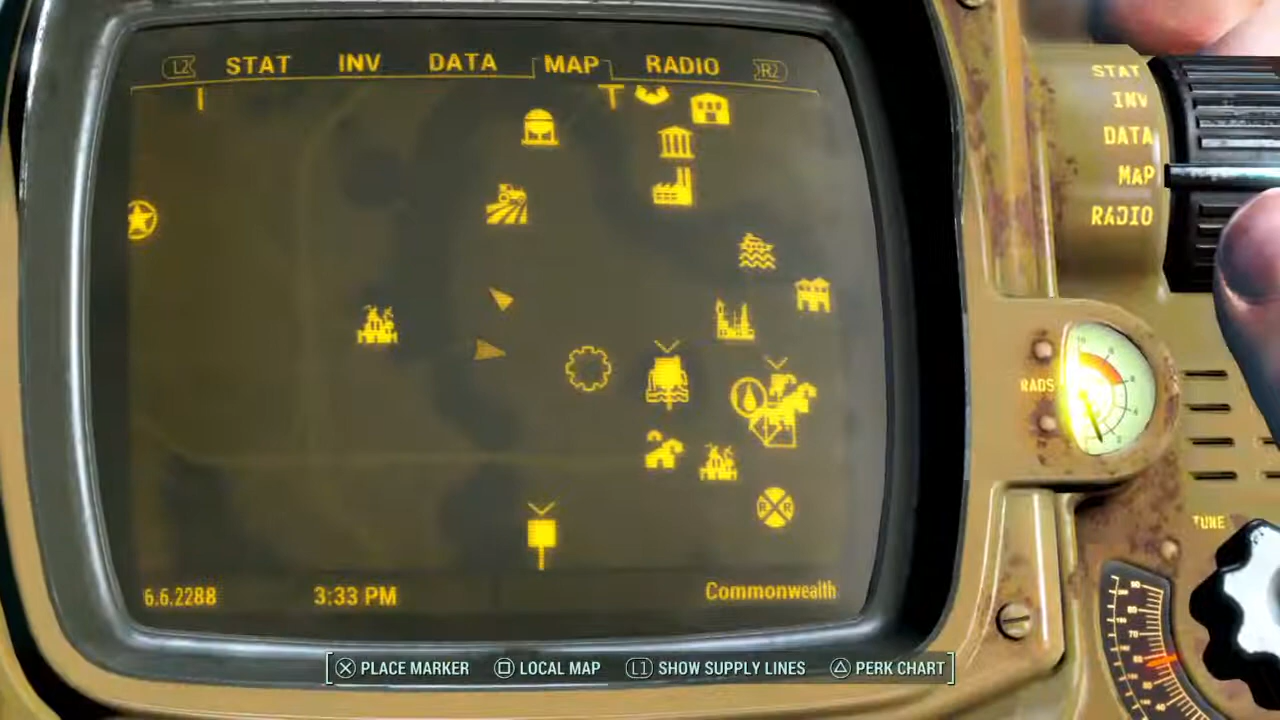 L2 STAT INV DATA MAP RADIO R2
STAT
INV
DATA
MAP
RADIO
RADS
R R
TUNE
6.6.2288 3:33 PM Commonwealth
PLACE MARKER LOCAL MAP L1 SHOW SUPPLY LINES PERK CHART